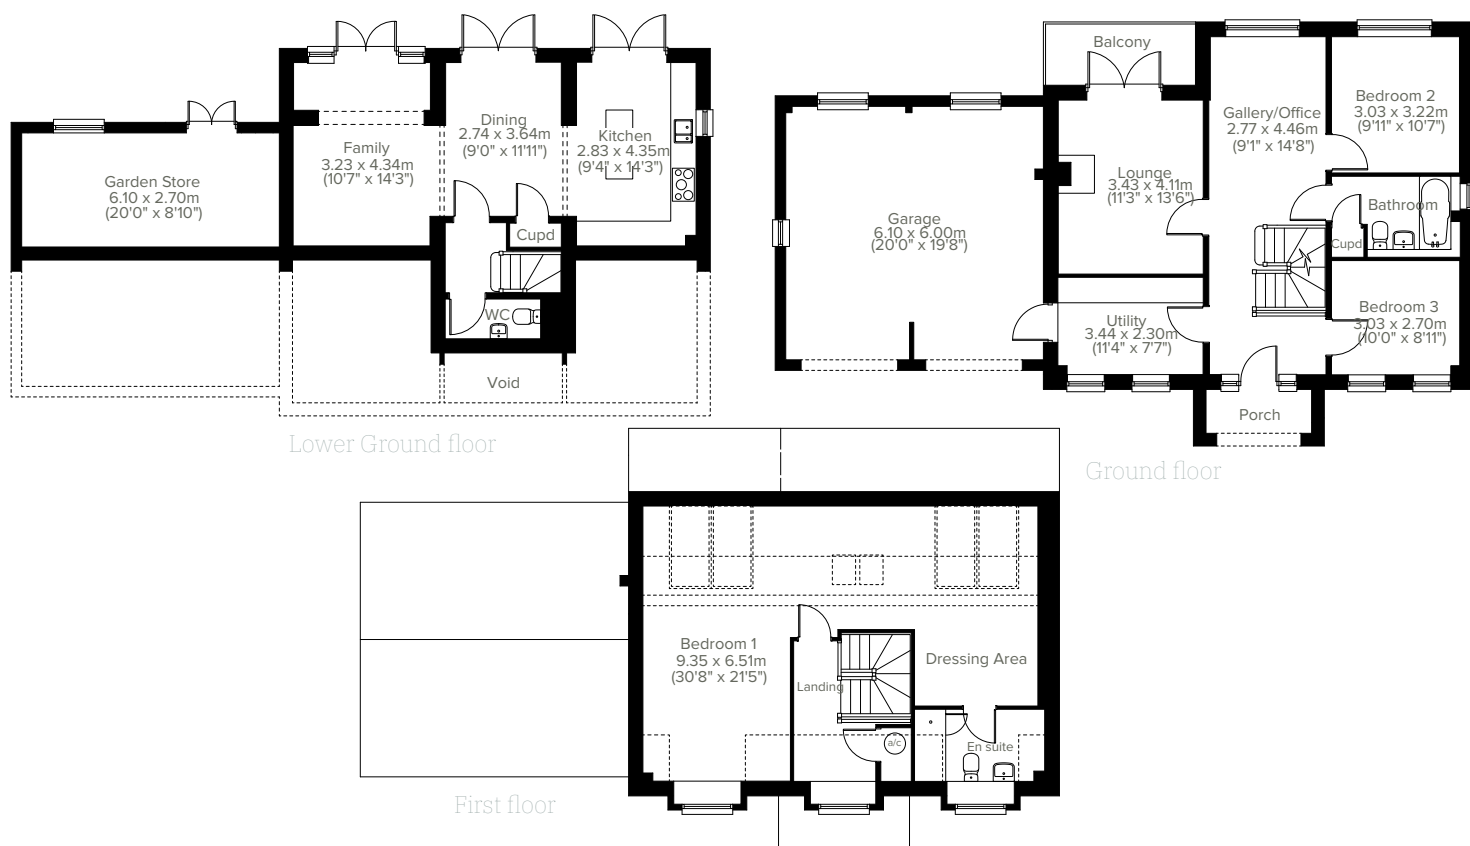 Family
3.23 x 4.34m
(10'7" x 14'3")
Dining
2.74 x 3.64m
(9'0" x 11'11")
Kitchen
2.83 x 4.35m
(9'4" x 14'3")
Garden Store
6.10 x 2.70m
(20'0" x 8'10")
Cupd
WC
Void
Lower Ground floor
Balcony
Gallery/Office
2.77 x 4.46m
(9'1" x 14'8")
Bedroom 2
3.03 x 3.22m
(9'11" x 10'7")
Lounge
3.43 x 4.11m
(11'3" x 13'6")
Bathroom
Garage
6.10 x 6.00m
(20'0" x 19'8")
Cupd
Utility
3.44 x 2.30m
(11'4" x 7'7")
Bedroom 3
3.03 x 2.70m
(10'0" x 8'11")
Porch
Ground floor
Bedroom 1
9.35 x 6.51m
(30'8" x 21'5")
Landing
Dressing Area
a/c
En suite
First floor